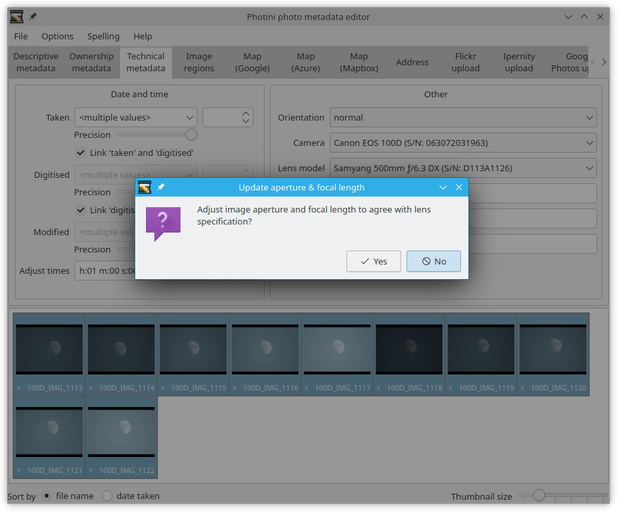 Photini photo metadata editor
File Options Spelling Help
Descriptive metadata
Ownership metadata
Technical metadata
Image regions
Map (Google)
Map (Azure)
Map (Mapbox)
Address
Flickr upload
Ipernity upload
Goog
Photos u
Date and time
Taken <multiple values>
Precision
Link 'taken' and 'digitised'
Digitised <multiple values>
Precision
Link 'digitis
Modified <multiple valu
Precision
Adjust times h:01 m:00 s:0
Other
Orientation normal
Camera Canon EOS 100D (S/N: 063072031963)
Lens model Samyang 500mm ƒ/6.3 DX (S/N: D113A1126)
Update aperture & focal length
Adjust image aperture and focal length to agree with lens
specification?
Yes No
100D_IMG_1113 100D_IMG_1114 100D_IMG_1115 100D_IMG_1116 100D_IMG_1117 100D_IMG_1118 100D_IMG_1119 100D_IMG_1120
100D_IMG_1121 100D_IMG_1122
Sort by file name date taken Thumbnail size